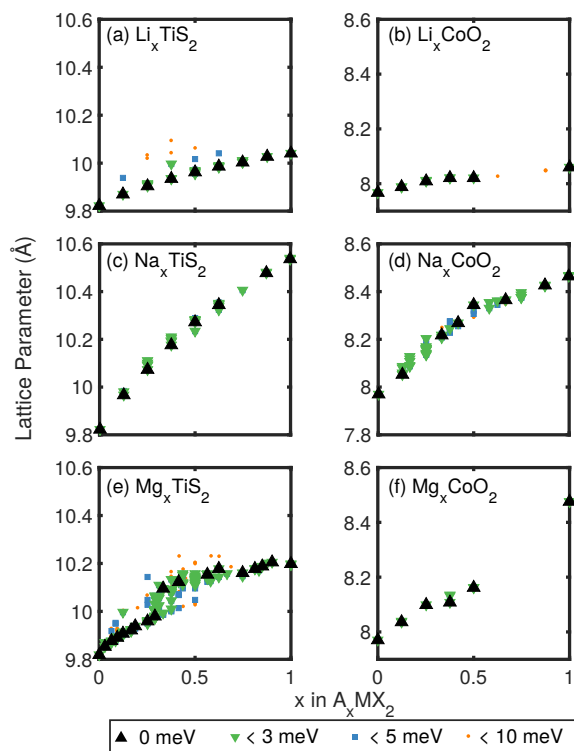 10.6
10.4
10.2
10
9.8
(a) LiₓTiS₂
8.6
8.4
8.2
8
(b) LiₓCoO₂
Lattice Parameter (Å)
10.6
10.4
10.2
10
9.8
(c) NaₓTiS₂
8.6
8.4
8.2
8
7.8
(d) NaₓCoO₂
10.6
10.4
10.2
10
9.8
(e) MgₓTiS₂
8.6
8.4
8.2
8
(f) MgₓCoO₂
0 0.5 1
0 0.5 1
x in AₓMX₂
0 meV < 3 meV < 5 meV < 10 meV